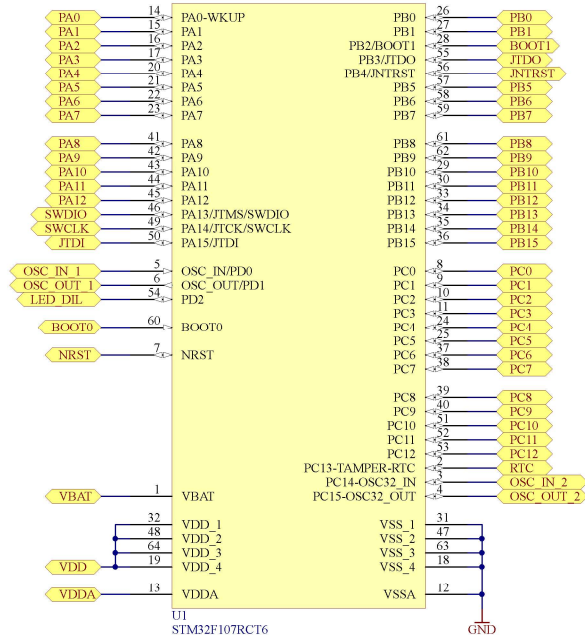 PA0 14 PA0-WKUP PB0 26 PB0
PA1 15 PA1 PB1 27 PB1
PA2 16 PA2 PB2/BOOT1 28 BOOT1
PA3 17 PA3 PB3/JTDO 55 JTDO
PA4 20 PA4 PB4/JNTRST 56 JNTRST
PA5 21 PA5 PB5 57 PB5
PA6 22 PA6 PB6 58 PB6
PA7 23 PA7 PB7 59 PB7
PA8 41 PA8 PB8 61 PB8
PA9 42 PA9 PB9 62 PB9
PA10 43 PA10 PB10 29 PB10
PA11 44 PA11 PB11 30 PB11
PA12 45 PA12 PB12 33 PB12
SWDIO 46 PA13/JTMS/SWDIO PB13 34 PB13
SWCLK 49 PA14/JTCK/SWCLK PB14 35 PB14
JTDI 50 PA15/JTDI PB15 36 PB15
OSC_IN_1 5 OSC_IN/PD0 PC0 8 PC0
OSC_OUT_1 6 OSC_OUT/PD1 PC1 9 PC1
LED_DIL 54 PD2 PC2 10 PC2
PC3 11 PC3
BOOT0 60 BOOT0 PC4 24 PC4
PC5 25 PC5
NRST 7 NRST PC6 37 PC6
PC7 38 PC7
PC8 39 PC8
PC9 40 PC9
PC10 51 PC10
PC11 52 PC11
PC12 53 PC12
PC13-TAMPER-RTC 2 RTC
PC14-OSC32_IN 3 OSC_IN_2
VBAT 1 VBAT PC15-OSC32_OUT 4 OSC_OUT_2
32 VDD_1 VSS_1 31
48 VDD_2 VSS_2 47
64 VDD_3 VSS_3 63
VDD 19 VDD_4 VSS_4 18
VDDA 13 VDDA VSSA 12
U1
STM32F107RCT6 GND